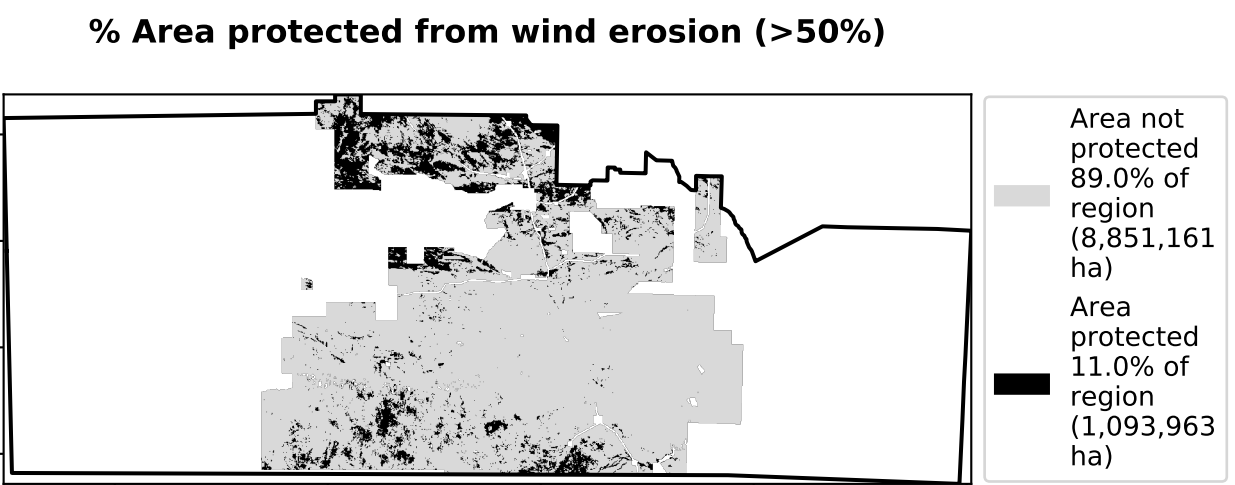 % Area protected from wind erosion (>50%)
Area not
protected
89.0% of
region
(8,851,161
ha)
Area
protected
11.0% of
region
(1,093,963
ha)